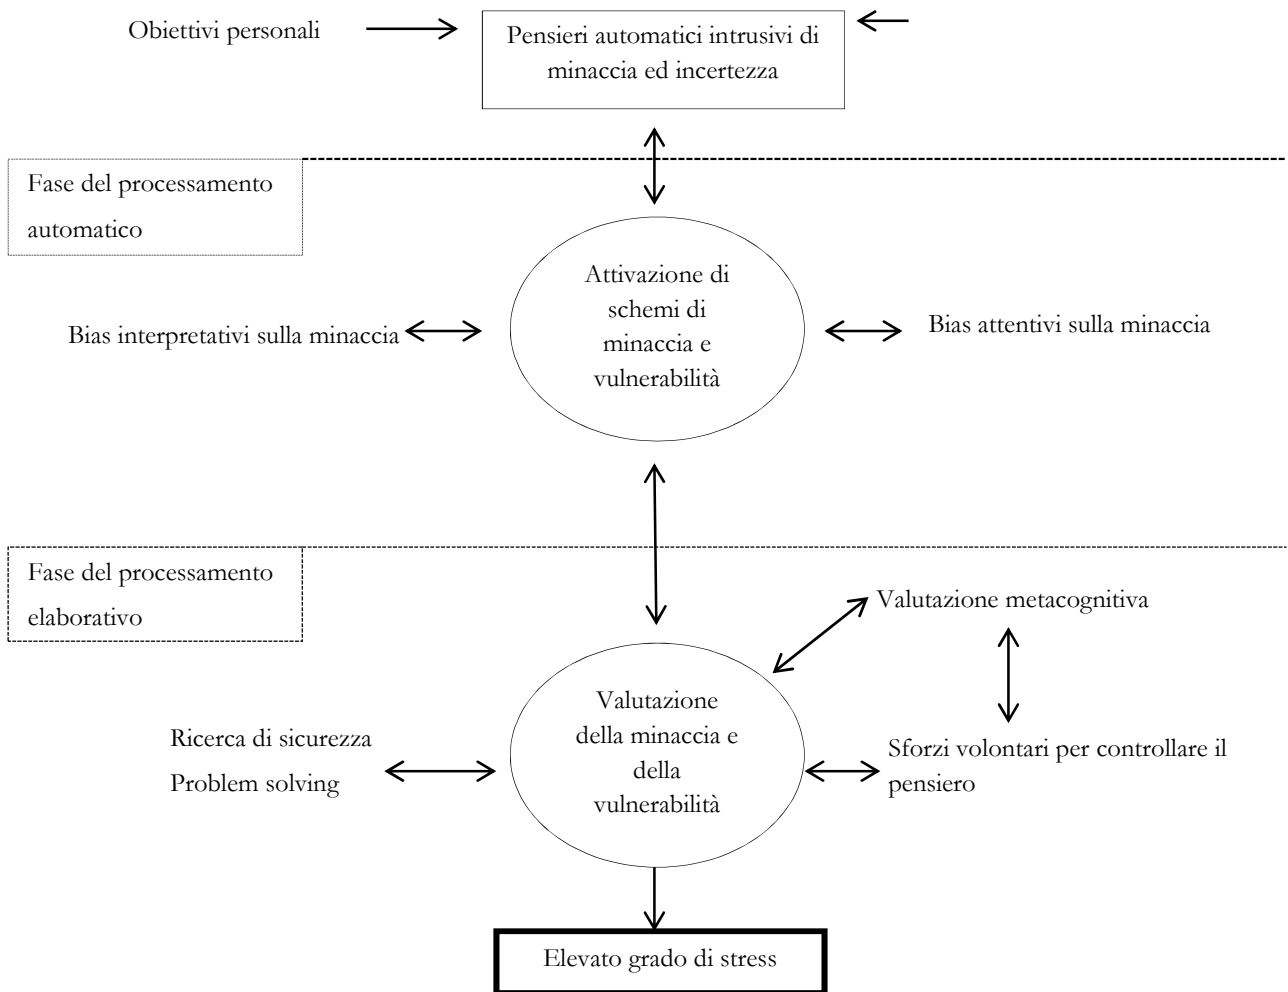 Obiettivi personali
Pensieri automatici intrusivi di
minaccia ed incertezza
Fase del processamento
automatico
Attivazione di
schemi di
minaccia e
vulnerabilità
Bias interpretativi sulla minaccia
Bias attentivi sulla minaccia
Fase del processamento
elaborativo
Valutazione metacognitiva
Valutazione
della minaccia e
della
vulnerabilità
Ricerca di sicurezza
Problem solving
Sforzi volontari per controllare il
pensiero
Elevato grado di stress